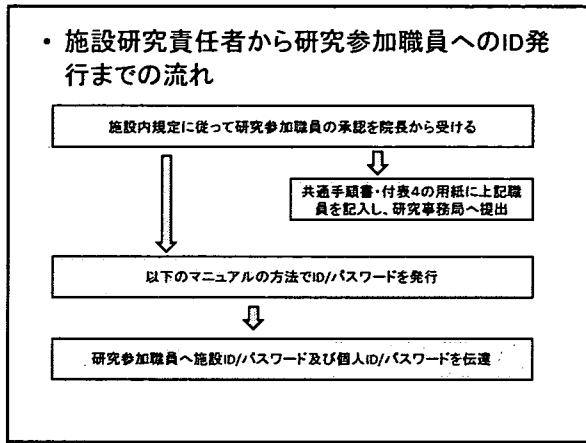 ・施設研究責任者から研究参加職員へのID発
行までの流れ
施設内規定に従って研究参加職員の承認を院長から受ける
共通手順書・付表4の用紙に上記職
員を記入し、研究事務局へ提出
以下のマニュアルの方法でID/パスワードを発行
研究参加職員へ施設ID/パスワード及び個人ID/パスワードを伝達